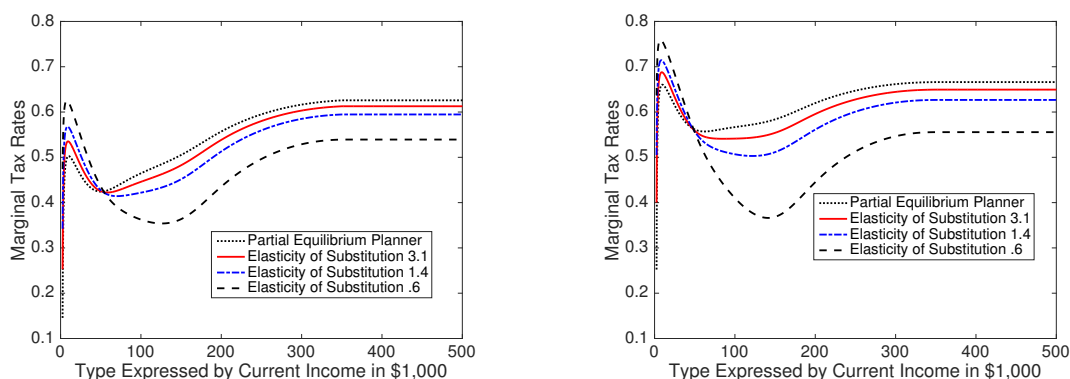 0.8
0.7
0.6
0.5
0.4
0.3
0.2
0.1
Marginal Tax Rates
Partial Equilibrium Planner
Elasticity of Substitution 3.1
Elasticity of Substitution 1.4
Elasticity of Substitution .6
0 100 200 300 400 500
Type Expressed by Current Income in $1,000
0.8
0.7
0.6
0.5
0.4
0.3
0.2
0.1
Marginal Tax Rates
Partial Equilibrium Planner
Elasticity of Substitution 3.1
Elasticity of Substitution 1.4
Elasticity of Substitution .6
0 100 200 300 400 500
Type Expressed by Current Income in $1,000